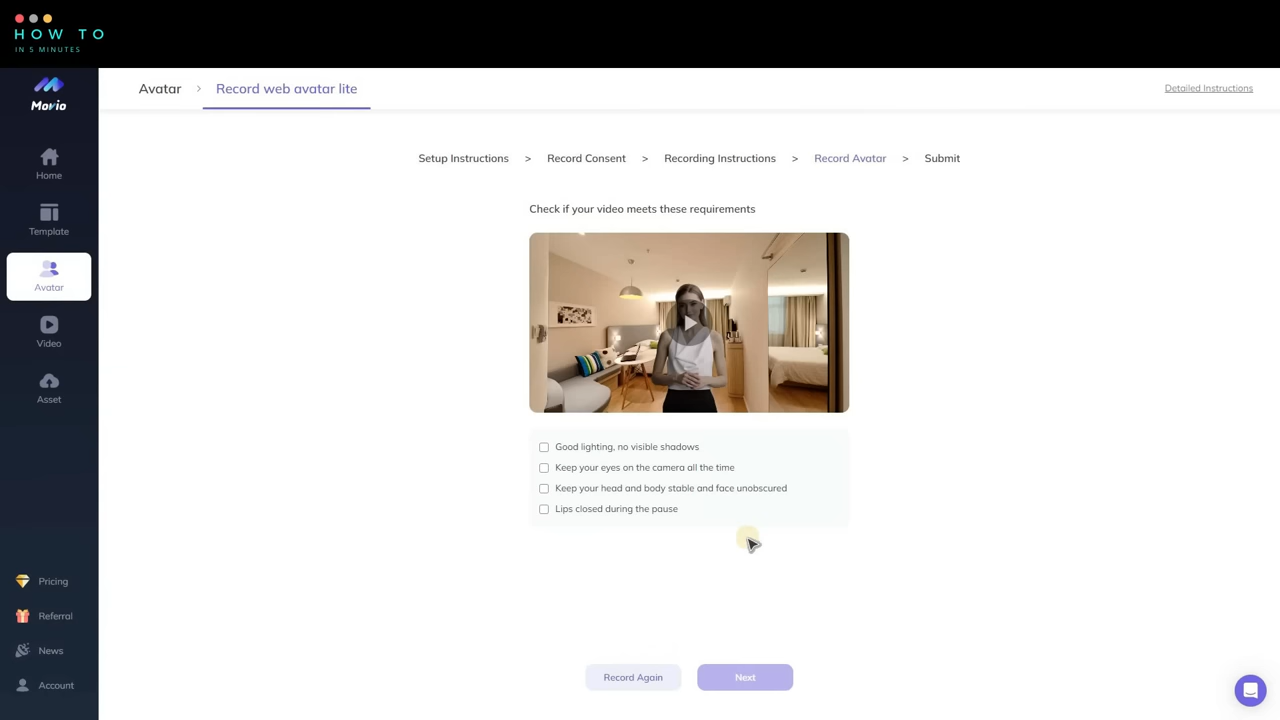 HOW TO
IN 5 MINUTES
Movio
Avatar > Record web avatar lite
Detailed Instructions
Home
Template
Avatar
Video
Asset
Pricing
Referral
News
Account
Setup Instructions > Record Consent > Recording Instructions > Record Avatar > Submit
Check if your video meets these requirements
Good lighting, no visible shadows
Keep your eyes on the camera all the time
Keep your head and body stable and face unobscured
Lips closed during the pause
Record Again
Next